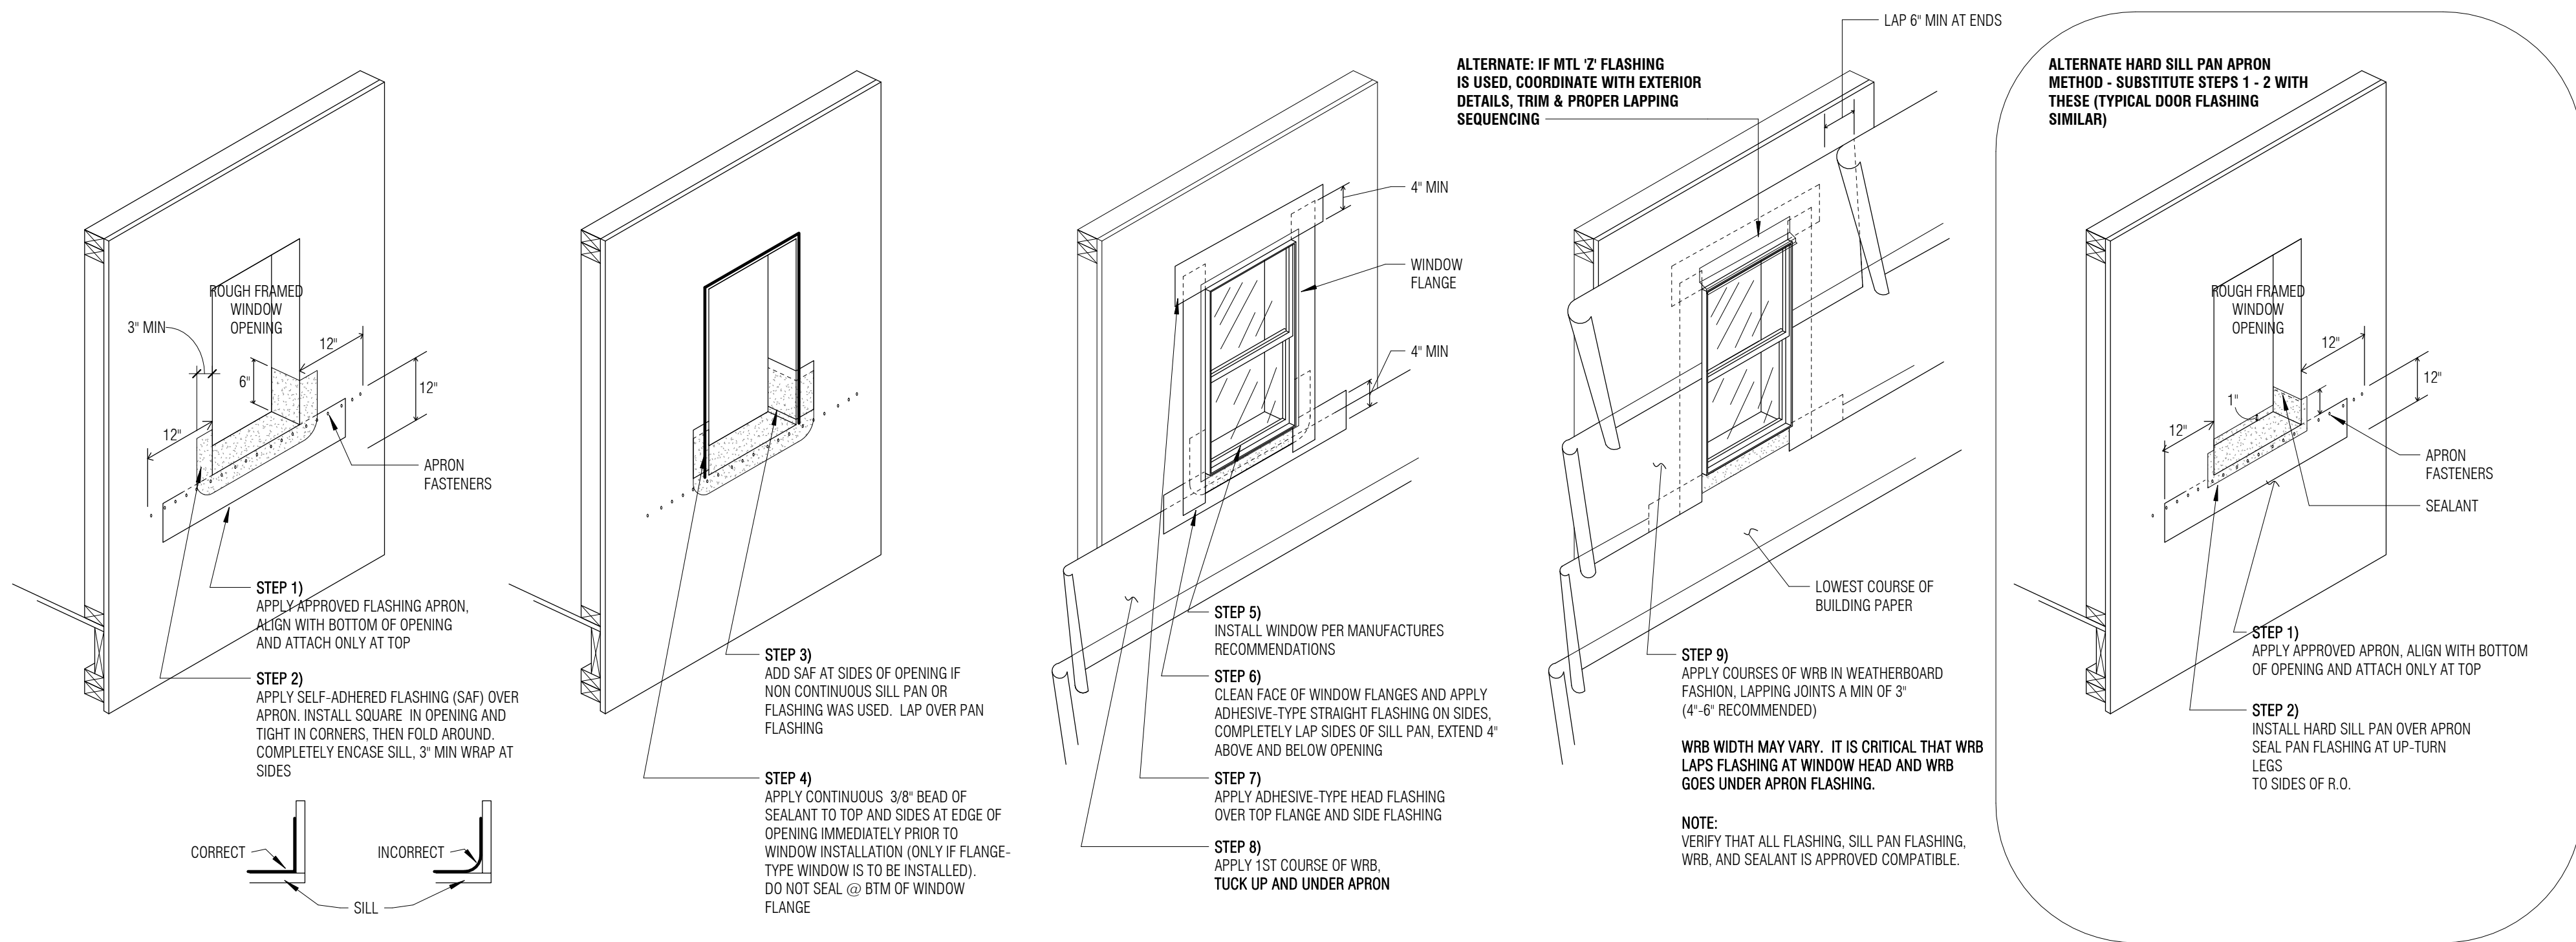 ROUGH FRAMED
WINDOW
OPENING
3" MIN
12"
6"
12"
12"
APRON
FASTENERS
STEP 1)
APPLY APPROVED FLASHING APRON,
ALIGN WITH BOTTOM OF OPENING
AND ATTACH ONLY AT TOP
STEP 2)
APPLY SELF-ADHERED FLASHING (SAF) OVER
APRON. INSTALL SQUARE IN OPENING AND
TIGHT IN CORNERS, THEN FOLD AROUND.
COMPLETELY ENCASE SILL, 3" MIN WRAP AT
SIDES
CORRECT
INCORRECT
SILL
STEP 3)
ADD SAF AT SIDES OF OPENING IF
NON CONTINUOUS SILL PAN OR
FLASHING WAS USED. LAP OVER PAN
FLASHING
STEP 4)
APPLY CONTINUOUS 3/8" BEAD OF
SEALANT TO TOP AND SIDES AT EDGE OF
OPENING IMMEDIATELY PRIOR TO
WINDOW INSTALLATION (ONLY IF FLANGE-
TYPE WINDOW IS TO BE INSTALLED).
DO NOT SEAL @ BTM OF WINDOW
FLANGE
4" MIN
WINDOW
FLANGE
4" MIN
STEP 5)
INSTALL WINDOW PER MANUFACTURES
RECOMMENDATIONS
STEP 6)
CLEAN FACE OF WINDOW FLANGES AND APPLY
ADHESIVE-TYPE STRAIGHT FLASHING ON SIDES,
COMPLETELY LAP SIDES OF SILL PAN, EXTEND 4"
ABOVE AND BELOW OPENING
STEP 7)
APPLY ADHESIVE-TYPE HEAD FLASHING
OVER TOP FLANGE AND SIDE FLASHING
STEP 8)
APPLY 1ST COURSE OF WRB,
TUCK UP AND UNDER APRON
LAP 6" MIN AT ENDS
ALTERNATE: IF MTL 'Z' FLASHING
IS USED, COORDINATE WITH EXTERIOR
DETAILS, TRIM & PROPER LAPPING
SEQUENCING
LOWEST COURSE OF
BUILDING PAPER
STEP 9)
APPLY COURSES OF WRB IN WEATHERBOARD
FASHION, LAPPING JOINTS A MIN OF 3"
(4"-6" RECOMMENDED)
WRB WIDTH MAY VARY. IT IS CRITICAL THAT WRB
LAPS FLASHING AT WINDOW HEAD AND WRB
GOES UNDER APRON FLASHING.
NOTE:
VERIFY THAT ALL FLASHING, SILL PAN FLASHING,
WRB, AND SEALANT IS APPROVED COMPATIBLE.
ALTERNATE HARD SILL PAN APRON
METHOD - SUBSTITUTE STEPS 1 - 2 WITH
THESE (TYPICAL DOOR FLASHING
SIMILAR)
ROUGH FRAMED
WINDOW
OPENING
12"
12"
1"
12"
APRON
FASTENERS
SEALANT
STEP 1)
APPLY APPROVED APRON, ALIGN WITH BOTTOM
OF OPENING AND ATTACH ONLY AT TOP
STEP 2)
INSTALL HARD SILL PAN OVER APRON
SEAL PAN FLASHING AT UP-TURN
LEGS
TO SIDES OF R.O.